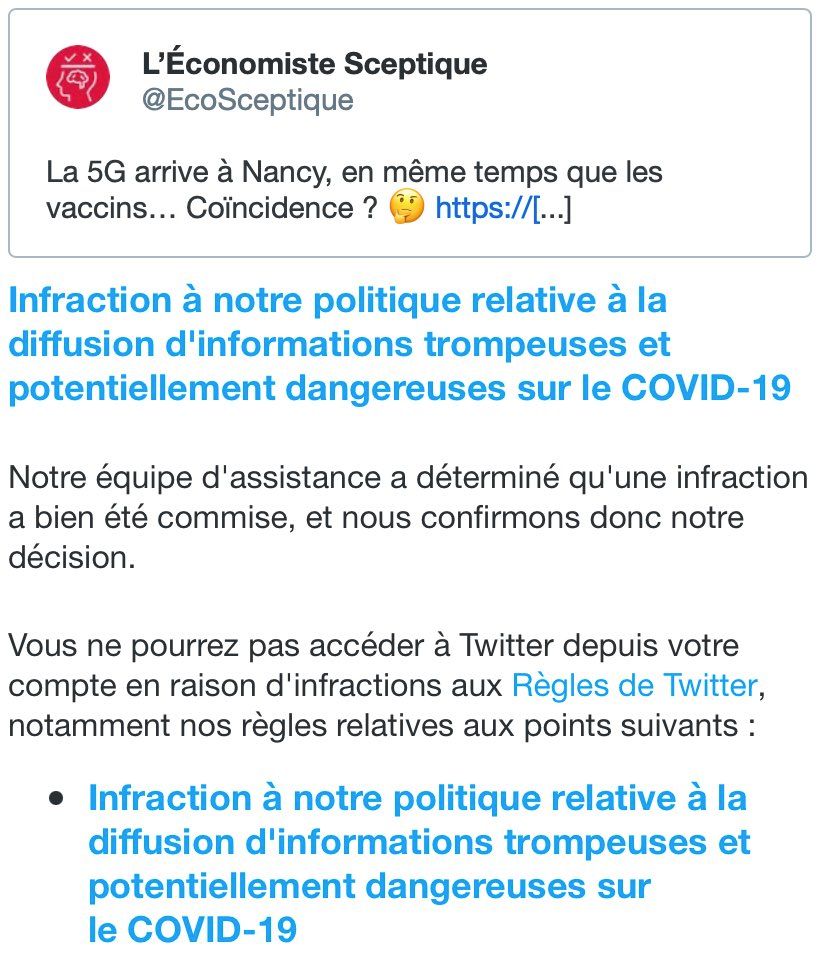 L’Économiste Sceptique
@EcoSceptique
La 5G arrive à Nancy, en même temps que les
vaccins… Coïncidence ? 🤔 https://[...]
Infraction à notre politique relative à la
diffusion d'informations trompeuses et
potentiellement dangereuses sur le COVID-19
Notre équipe d'assistance a déterminé qu'une infraction
a bien été commise, et nous confirmons donc notre
décision.
Vous ne pourrez pas accéder à Twitter depuis votre
compte en raison d'infractions aux Règles de Twitter,
notamment nos règles relatives aux points suivants :
• Infraction à notre politique relative à la
diffusion d'informations trompeuses et
potentiellement dangereuses sur
le COVID-19